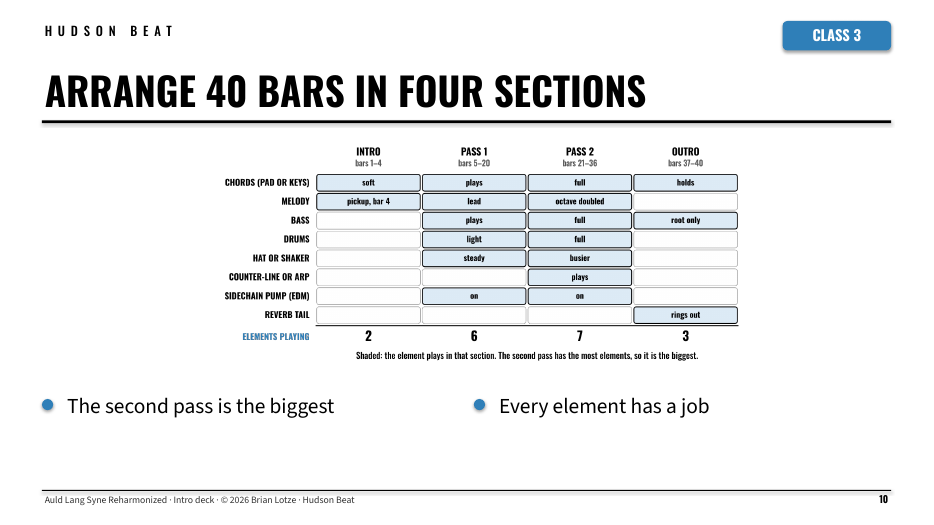 HUDSON BEAT
CLASS 3
ARRANGE 40 BARS IN FOUR SECTIONS
INTRO PASS 1 PASS 2 OUTRO
bars 1–4 bars 5–20 bars 21–36 bars 37–40
CHORDS (PAD OR KEYS) soft plays full holds
MELODY pickup, bar 4 lead octave doubled
BASS plays full root only
DRUMS light full
HAT OR SHAKER steady busier
COUNTER-LINE OR ARP plays
SIDECHAIN PUMP (EDM) on on
REVERB TAIL rings out
ELEMENTS PLAYING 2 6 7 3
Shaded: the element plays in that section. The second pass has the most elements, so it is the biggest.
The second pass is the biggest
Every element has a job
Auld Lang Syne Reharmonized · Intro deck · © 2026 Brian Lotze · Hudson Beat
10